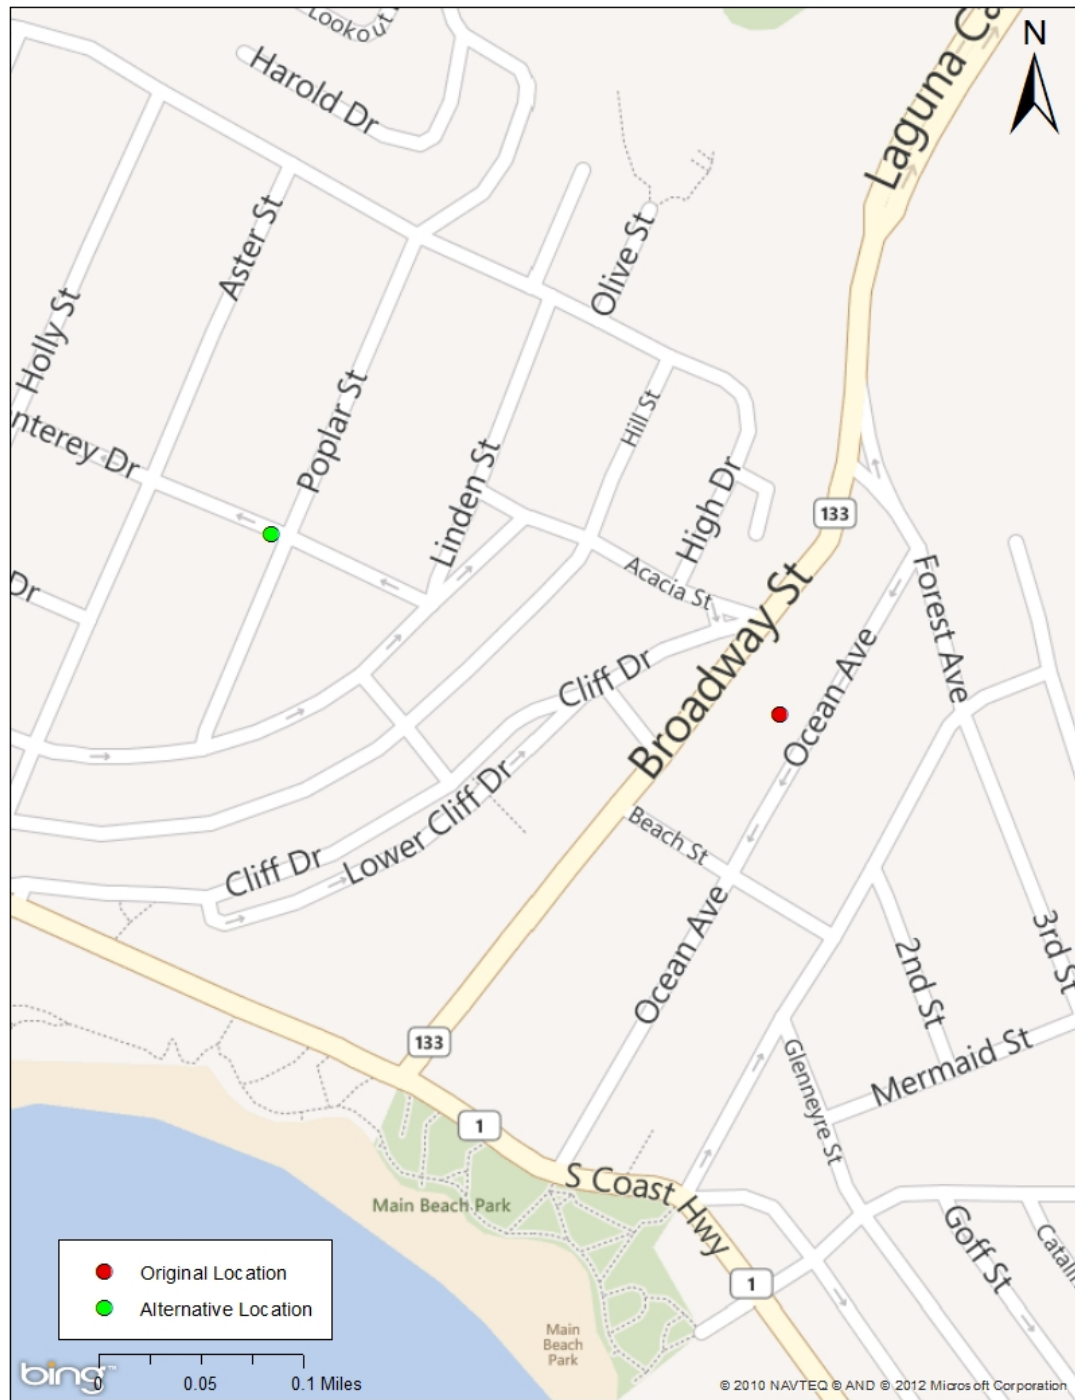 Lookout
Laguna Ca
N
Harold Dr
Aster St
Olive St
Holly St
Poplar St
Hill St
nterey Dr
Linden St
High Dr
133
Dr
Acacia St
Forest Ave
Broadway St
Cliff Dr
Ocean Ave
Lower Cliff Dr
Beach St
Cliff Dr
Ocean Ave
2nd St
3rd St
133
Glenneyre St
Mermaid St
1
S Coast Hwy
Main Beach Park
Goff St
Catalin
1
Original Location
Alternative Location
Main
Beach
Park
bing™
0 0.05 0.1 Miles
© 2010 NAVTEQ © AND © 2012 Microsoft Corporation